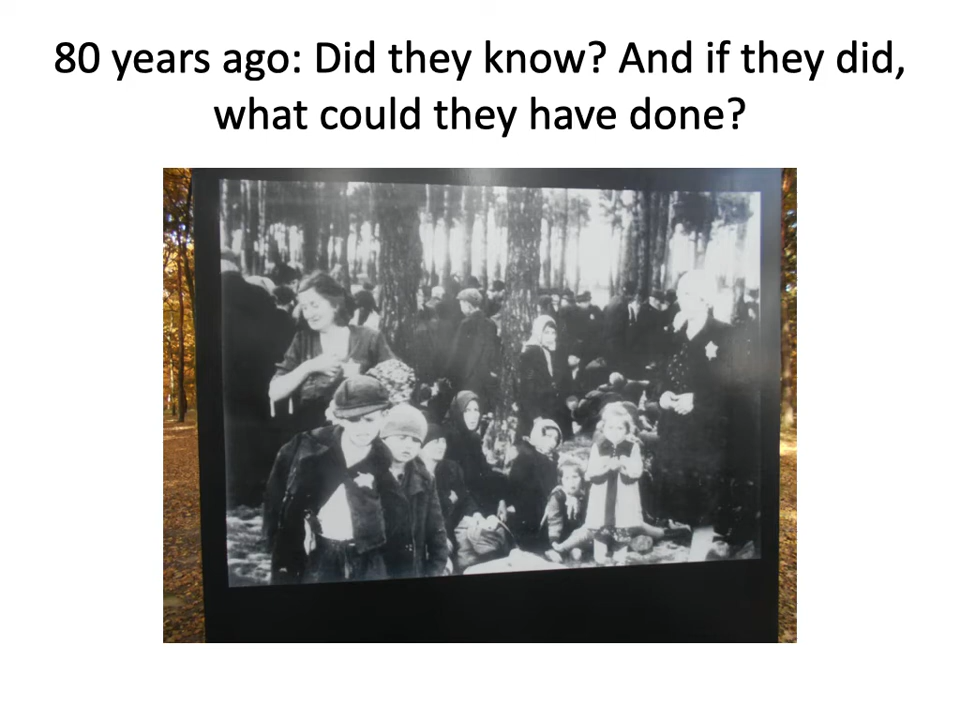 80 years ago: Did they know? And if they did,
what could they have done?